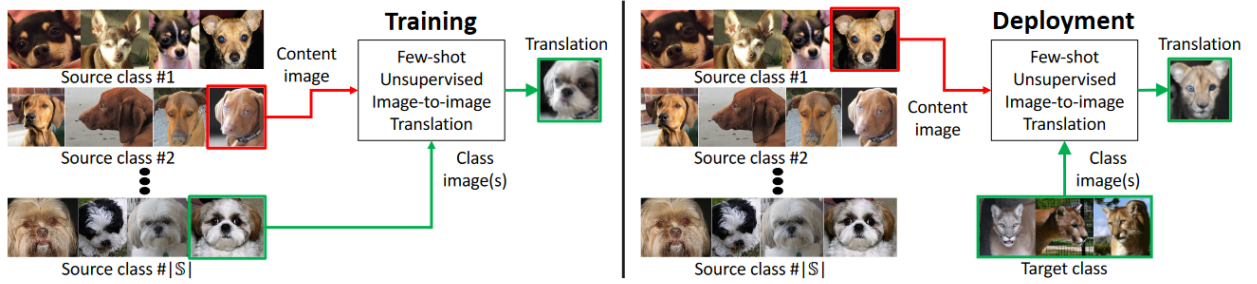 Training
Source class #1
Content
image
Few-shot
Unsupervised
Image-to-image
Translation
Translation
Source class #2
Class
image(s)
Source class #|𝕊|
Deployment
Source class #1
Content
image
Few-shot
Unsupervised
Image-to-image
Translation
Translation
Source class #2
Class
image(s)
Source class #|𝕊|
Target class